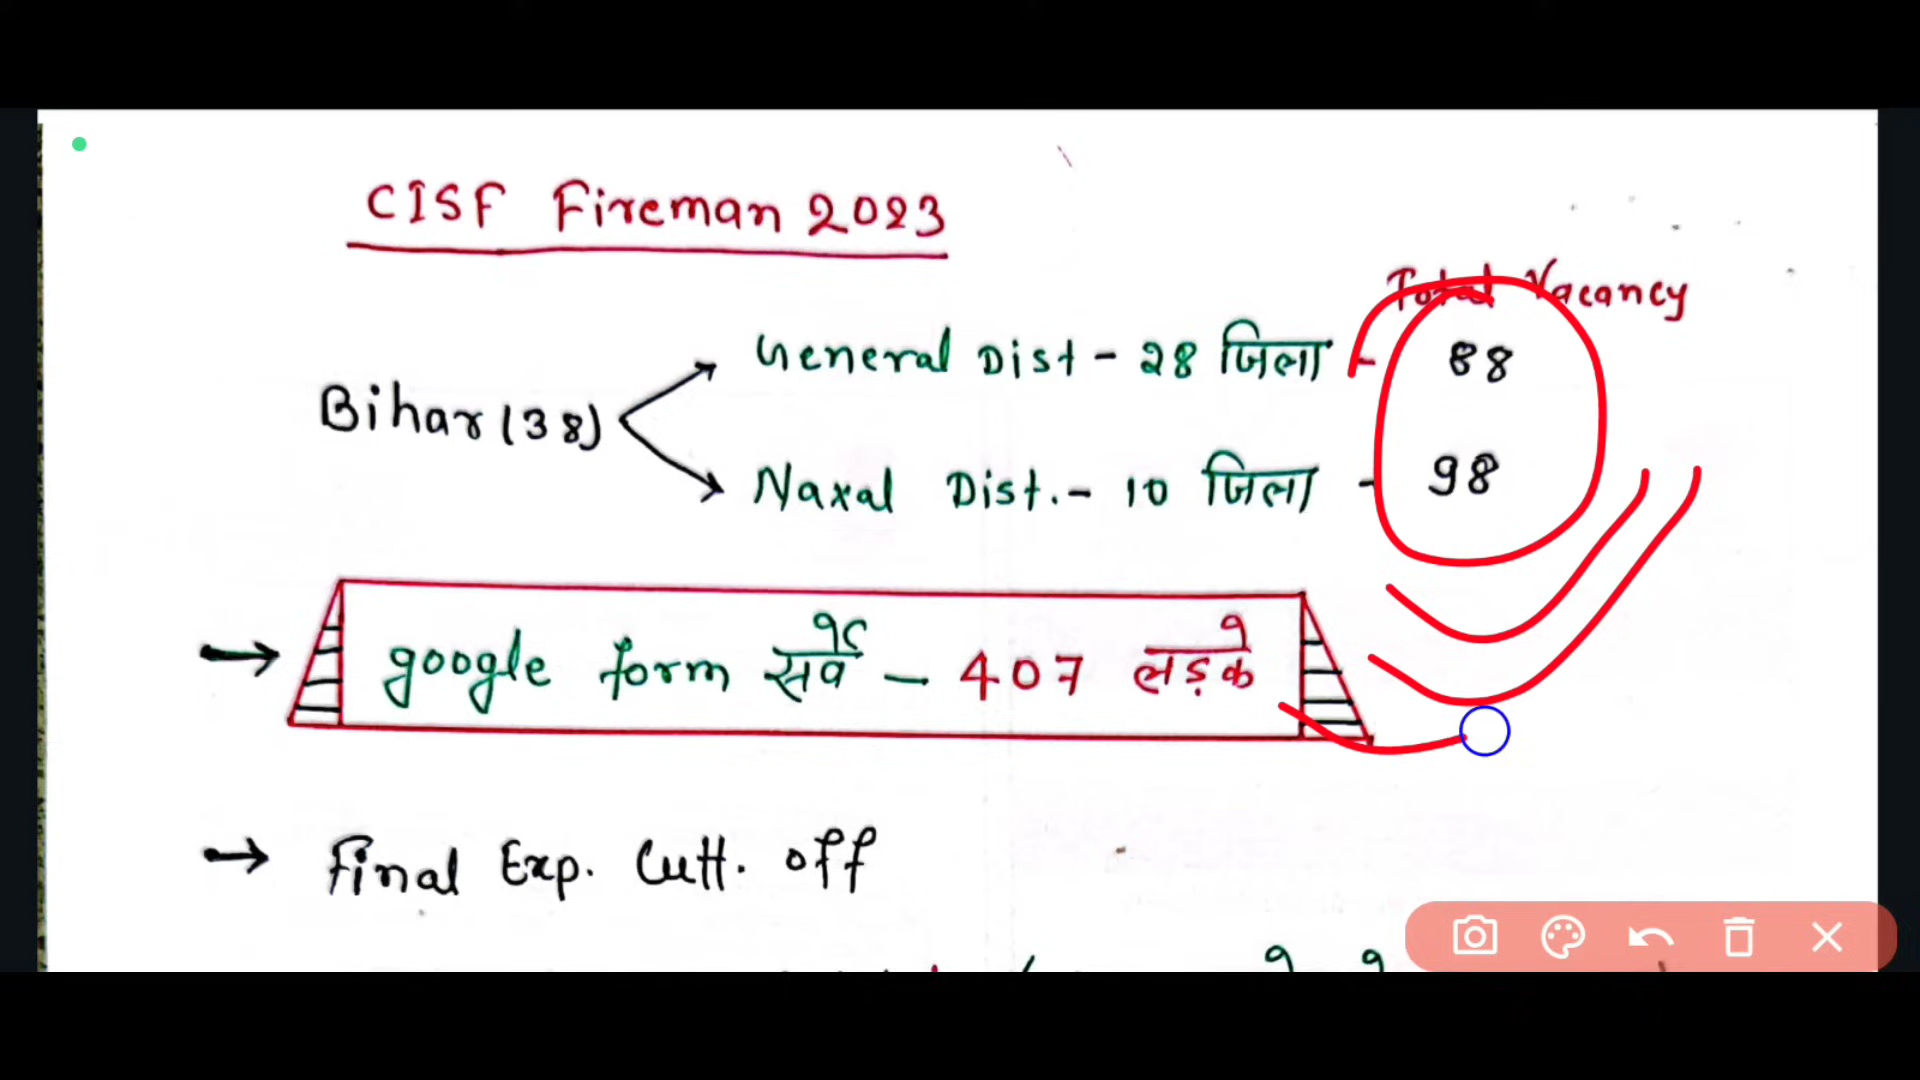 CISF Fireman 2023
Total Vacancy
General Dist - 28 जिला - 88
Bihar (38)
Naxal Dist. - 10 जिला - 98
→ google form सर्वे - 407 लड़के
→ Final Exp. Cutt. off